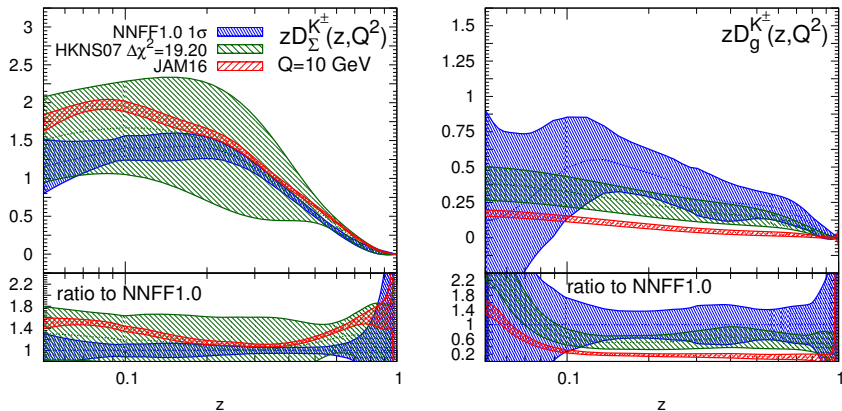 NNFF1.0 1σ
HKNS07 Δχ²=19.20
JAM16
zD_Σ^{K±}(z,Q²)
Q=10 GeV
3
2.5
2
1.5
1
0.5
0
ratio to NNFF1.0
2.2
1.8
1.4
1
0.1
1
z
zD_g^{K±}(z,Q²)
1.5
1.25
1
0.75
0.5
0.25
0
ratio to NNFF1.0
2.2
1.8
1.4
1
0.6
0.2
0.1
1
z